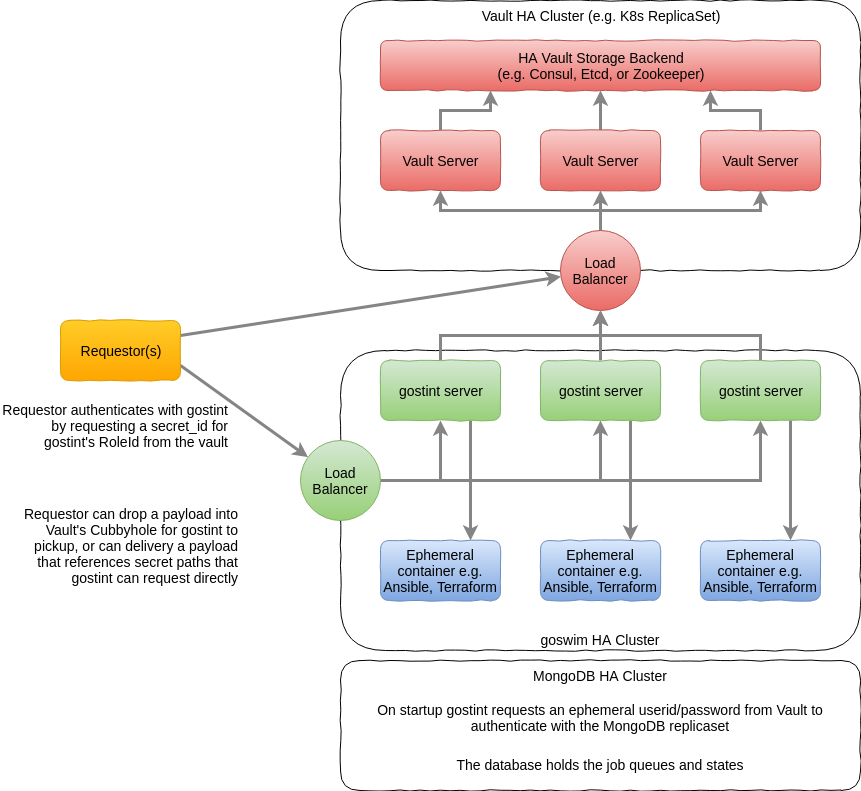 Vault HA Cluster (e.g. K8s ReplicaSet)
HA Vault Storage Backend
(e.g. Consul, Etcd, or Zookeeper)
Vault Server
Vault Server
Vault Server
Load
Balancer
Requestor(s)
gostint server
gostint server
gostint server
Requestor authenticates with gostint
by requesting a secret_id for
gostint's RoleId from the vault
Load
Balancer
Requestor can drop a payload into
Vault's Cubbyhole for gostint to
pickup, or can delivery a payload
that references secret paths that
gostint can request directly
Ephemeral
container e.g.
Ansible, Terraform
Ephemeral
container e.g.
Ansible, Terraform
Ephemeral
container e.g.
Ansible, Terraform
goswim HA Cluster
MongoDB HA Cluster
On startup gostint requests an ephemeral userid/password from Vault to
authenticate with the MongoDB replicaset
The database holds the job queues and states